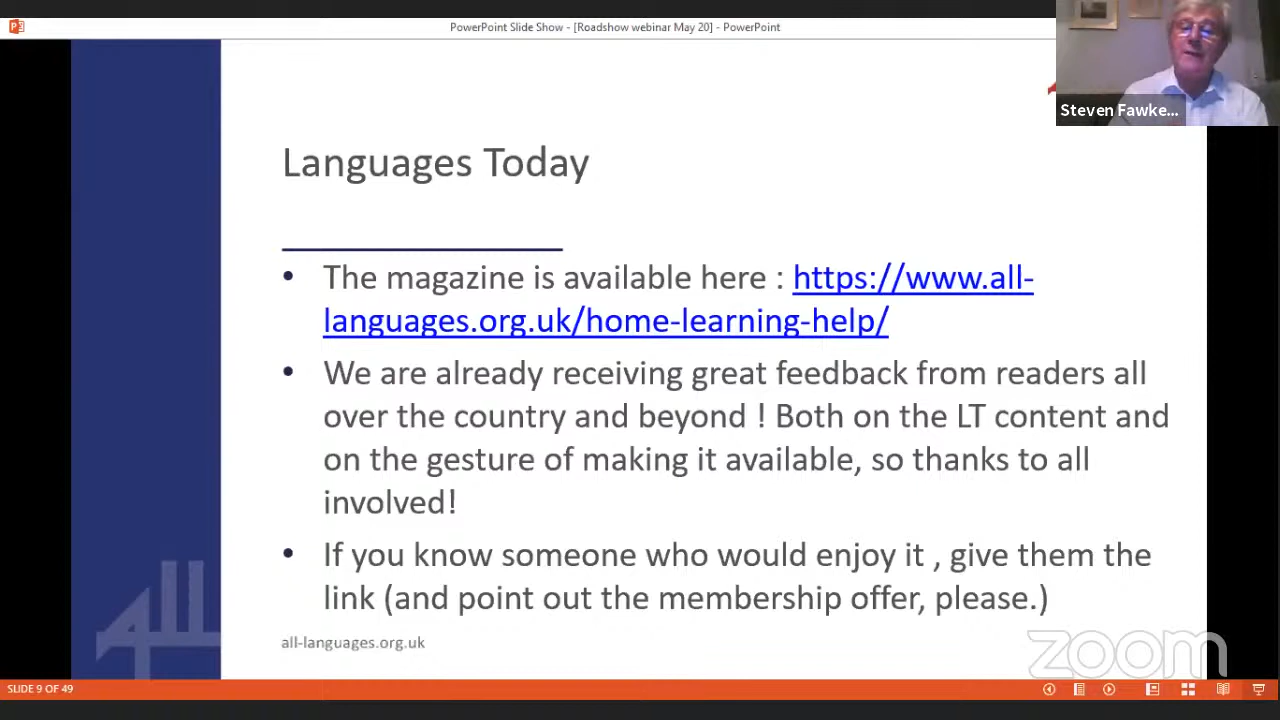 PowerPoint Slide Show - [Roadshow webinar May 20] - PowerPoint
Steven Fawke...
Languages Today
• The magazine is available here : https://www.all-
languages.org.uk/home-learning-help/
• We are already receiving great feedback from readers all
over the country and beyond ! Both on the LT content and
on the gesture of making it available, so thanks to all
involved!
• If you know someone who would enjoy it , give them the
link (and point out the membership offer, please.)
all-languages.org.uk
zoom
SLIDE 9 OF 49